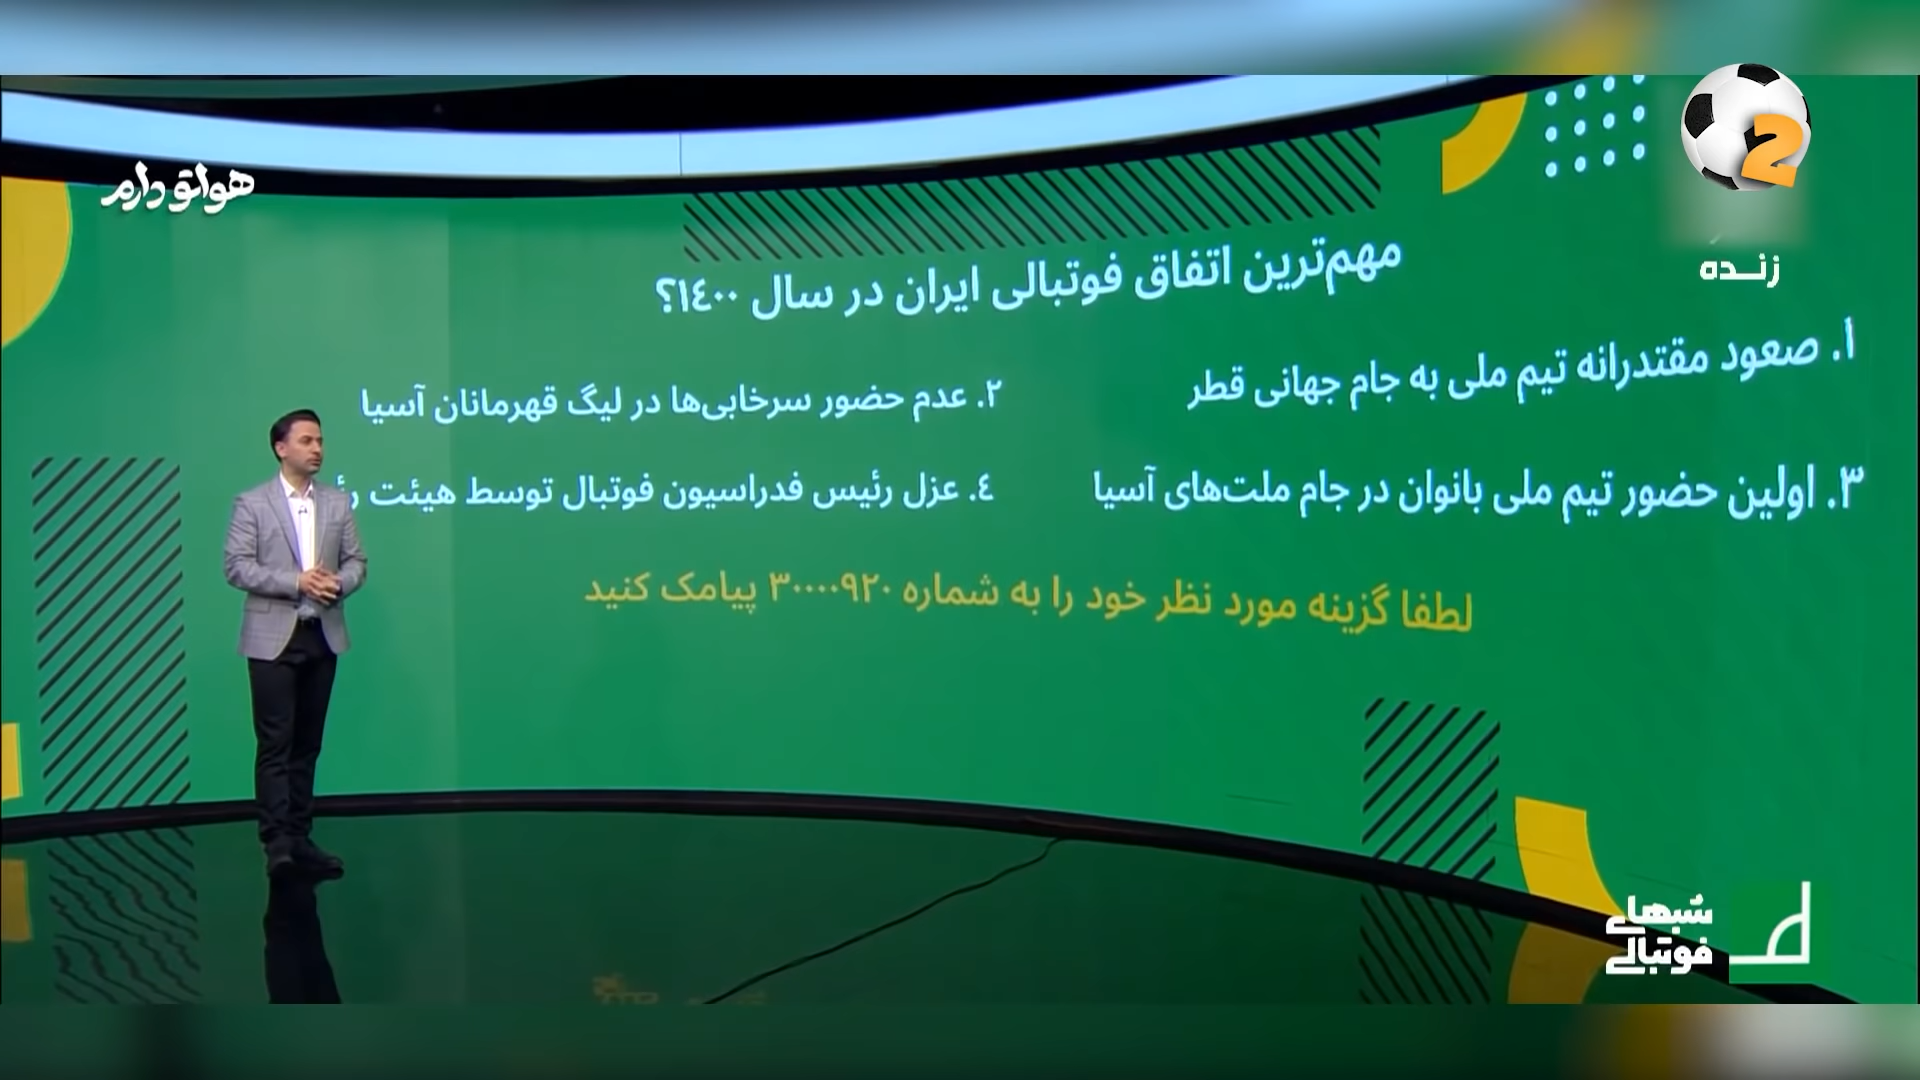 2
هواتو دارم
زنده
مهم‌ترین اتفاق فوتبالی ایران در سال ۱۴۰۰؟
۱. صعود مقتدرانه تیم ملی به جام جهانی قطر
۲. عدم حضور سرخابی‌ها در لیگ قهرمانان آسیا
۳. اولین حضور تیم ملی بانوان در جام ملت‌های آسیا
۴. عزل رئیس فدراسیون فوتبال توسط هیئت
لطفا گزینه مورد نظر خود را به شماره ۳۰۰۰۰۹۲۰ پیامک کنید
شبهای
فوتبالی